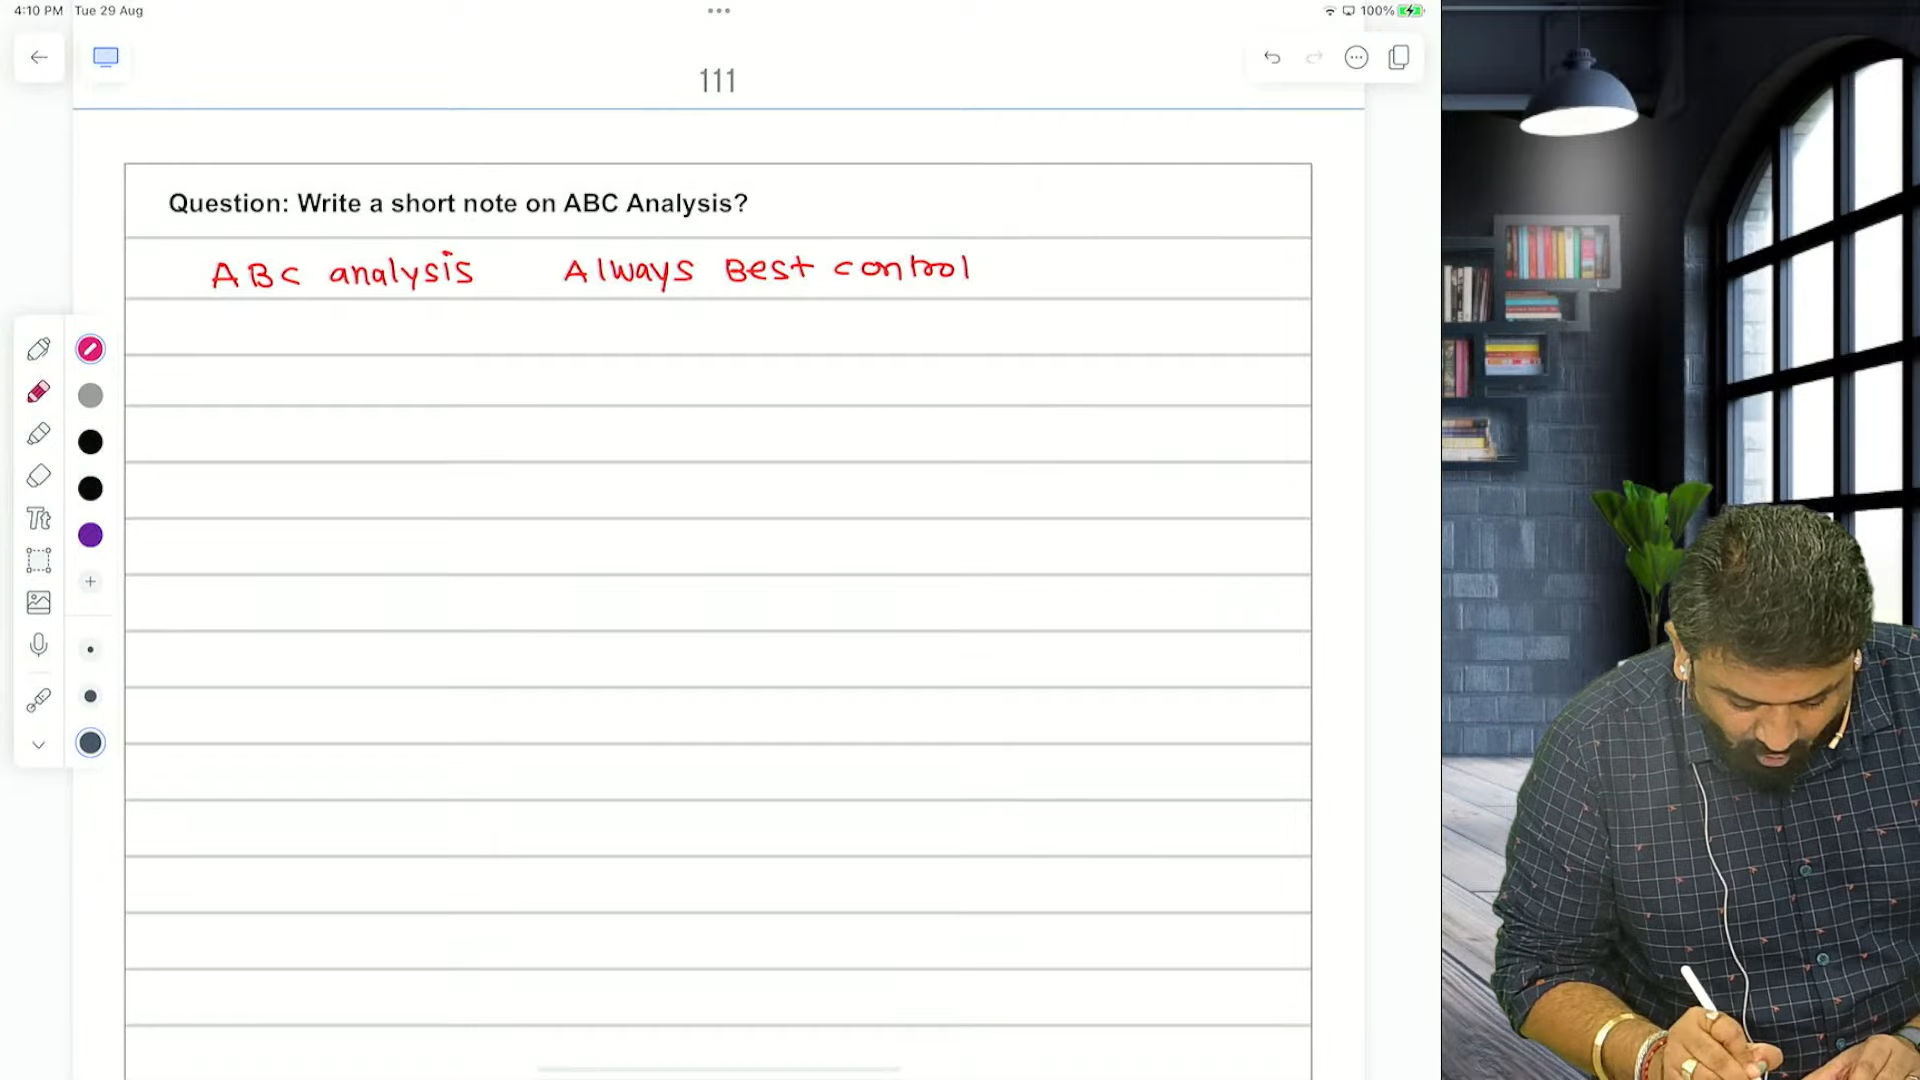 4:10 PM Tue 29 Aug
100%
111
Question: Write a short note on ABC Analysis?
ABC analysis Always Best control
Tt